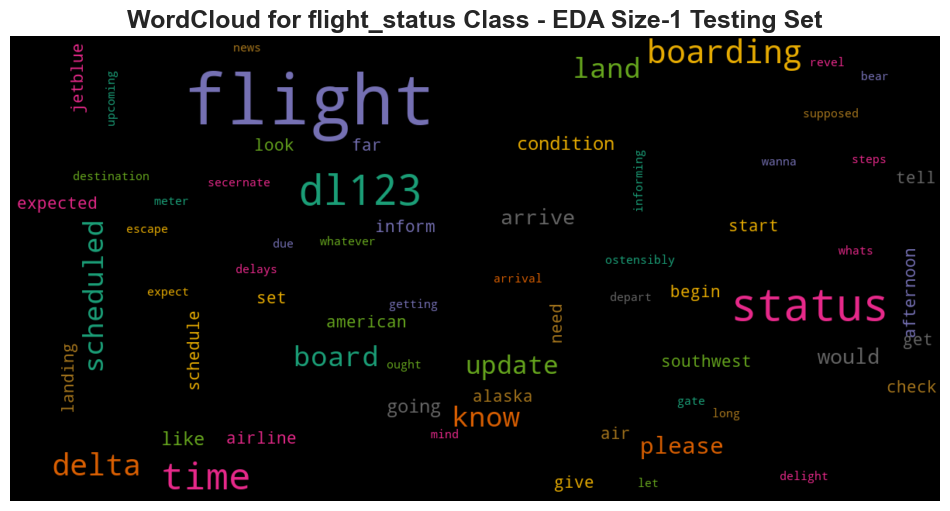 WordCloud for flight_status Class - EDA Size-1 Testing Set
news
jetblue
upcoming
flight
land
boarding
revel
bear
supposed
look
far
condition
informing
wanna
steps
tell
destination
secernate
dl123
expected
meter
arrive
inform
start
escape
scheduled
due
whatever
ostensibly
whats
afternoon
delays
arrival
expect
set
getting
depart
begin
status
schedule
american
need
get
landing
board
ought
update
southwest
would
check
alaska
going
know
gate
long
like
airline
mind
air
please
delta
time
give
let
delight